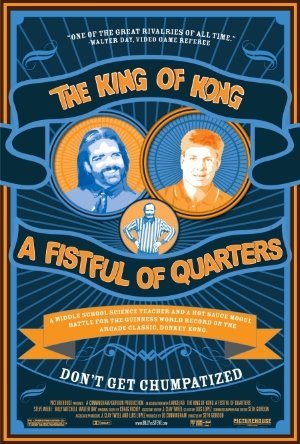 "ONE OF THE GREAT RIVALRIES OF ALL TIME"
-WALTER DAY, VIDEO GAME REFEREE
THE KING OF KONG
A FISTFUL OF QUARTERS
A MIDDLE SCHOOL SCIENCE TEACHER AND A HOT SAUCE MOGUL
BATTLE FOR THE GUINNESS WORLD RECORD ON THE
ARCADE CLASSIC, DONKEY KONG.
DON'T GET CHUMPATIZED
PICTUREHOUSE